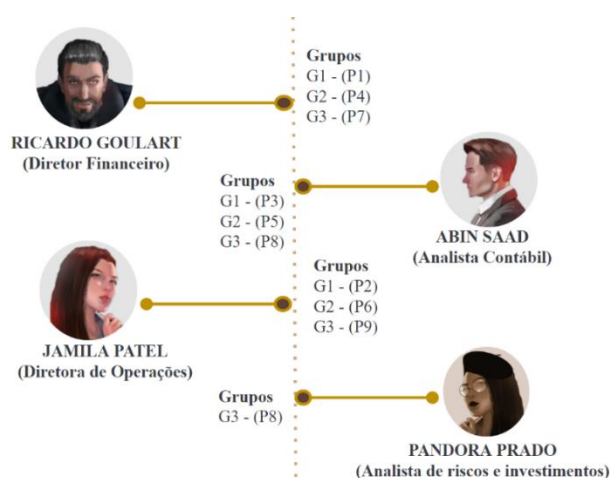 Grupos
G1 - (P1)
G2 - (P4)
G3 - (P7)
RICARDO GOULART
(Diretor Financeiro)
Grupos
G1 - (P3)
G2 - (P5)
G3 - (P8)
ABIN SAAD
(Analista Contábil)
Grupos
G1 - (P2)
G2 - (P6)
G3 - (P9)
JAMILA PATEL
(Diretora de Operações)
Grupos
G3 - (P8)
PANDORA PRADO
(Analista de riscos e investimentos)